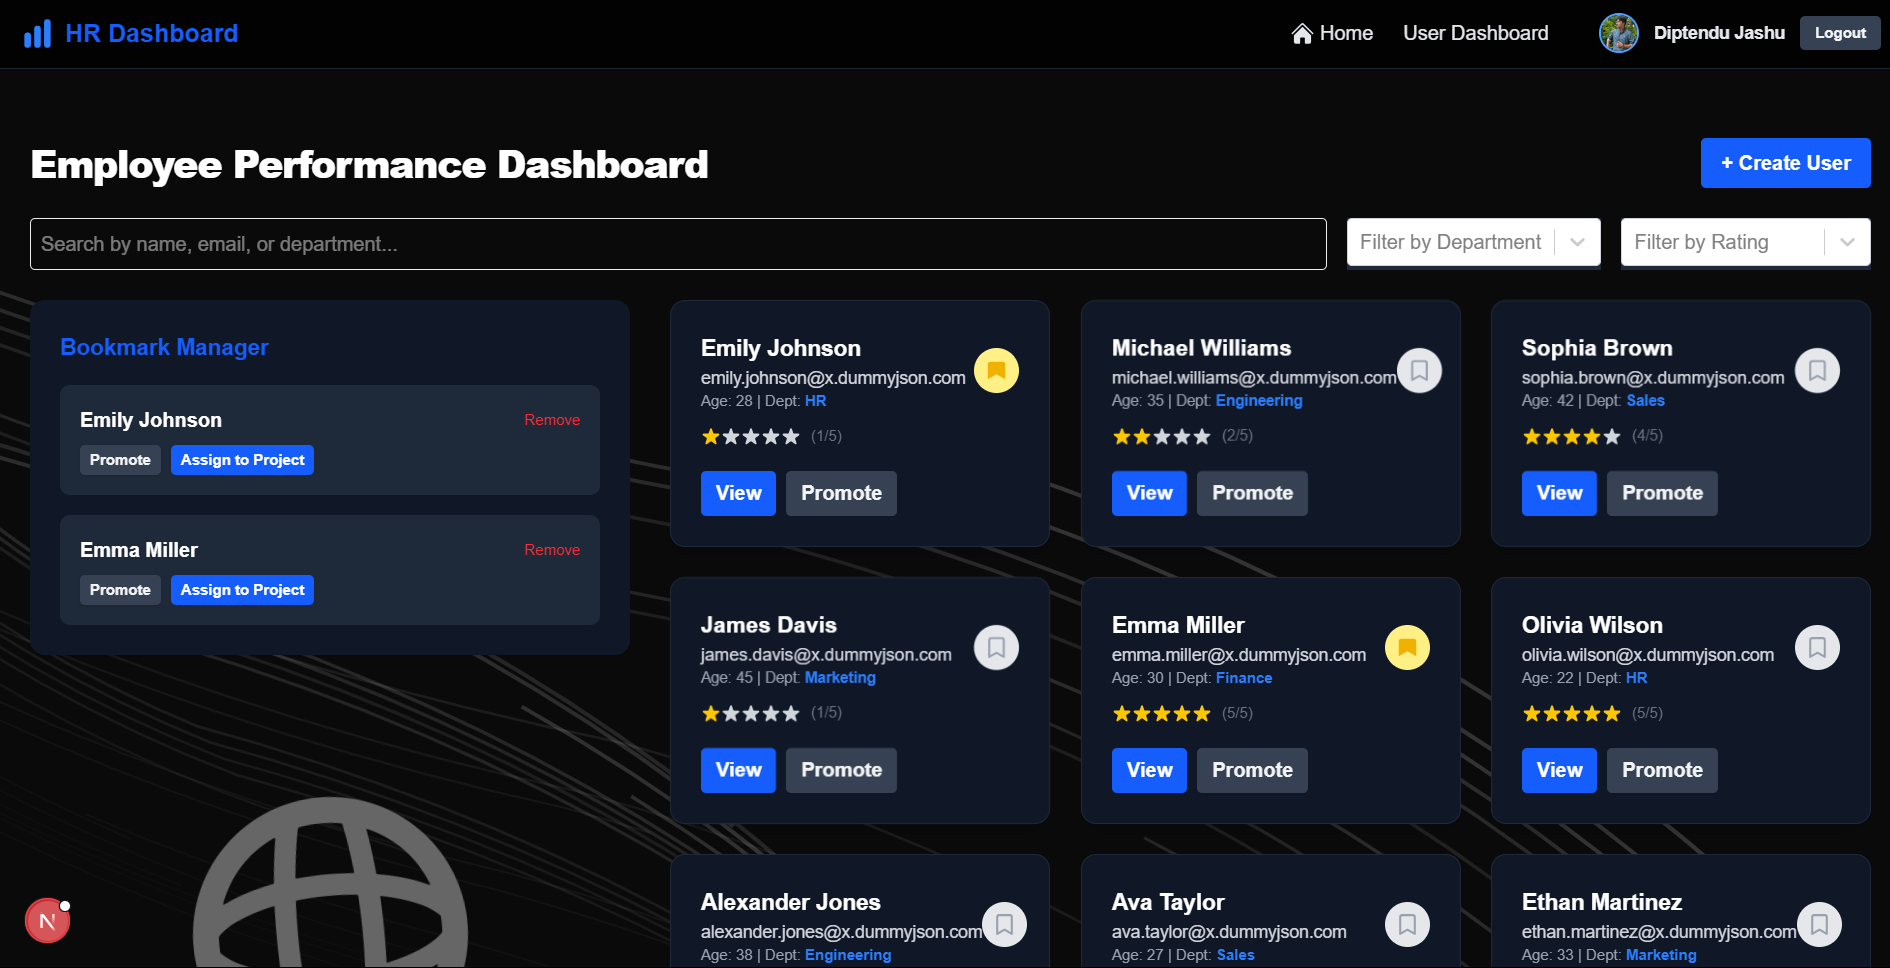 HR Dashboard
Home
User Dashboard
Diptendu Jashu
Logout
Employee Performance Dashboard
+ Create User
Search by name, email, or department...
Filter by Department
Filter by Rating
Bookmark Manager
Emily Johnson
Remove
Promote
Assign to Project
Emma Miller
Remove
Promote
Assign to Project
Emily Johnson
emily.johnson@x.dummyjson.com
Age: 28 | Dept: HR
(1/5)
View
Promote
Michael Williams
michael.williams@x.dummyjson.com
Age: 35 | Dept: Engineering
(2/5)
View
Promote
Sophia Brown
sophia.brown@x.dummyjson.com
Age: 42 | Dept: Sales
(4/5)
View
Promote
James Davis
james.davis@x.dummyjson.com
Age: 45 | Dept: Marketing
(1/5)
View
Promote
Emma Miller
emma.miller@x.dummyjson.com
Age: 30 | Dept: Finance
(5/5)
View
Promote
Olivia Wilson
olivia.wilson@x.dummyjson.com
Age: 22 | Dept: HR
(5/5)
View
Promote
Alexander Jones
alexander.jones@x.dummyjson.com
Age: 38 | Dept: Engineering
Ava Taylor
ava.taylor@x.dummyjson.com
Age: 27 | Dept: Sales
Ethan Martinez
ethan.martinez@x.dummyjson.com
Age: 33 | Dept: Marketing
N